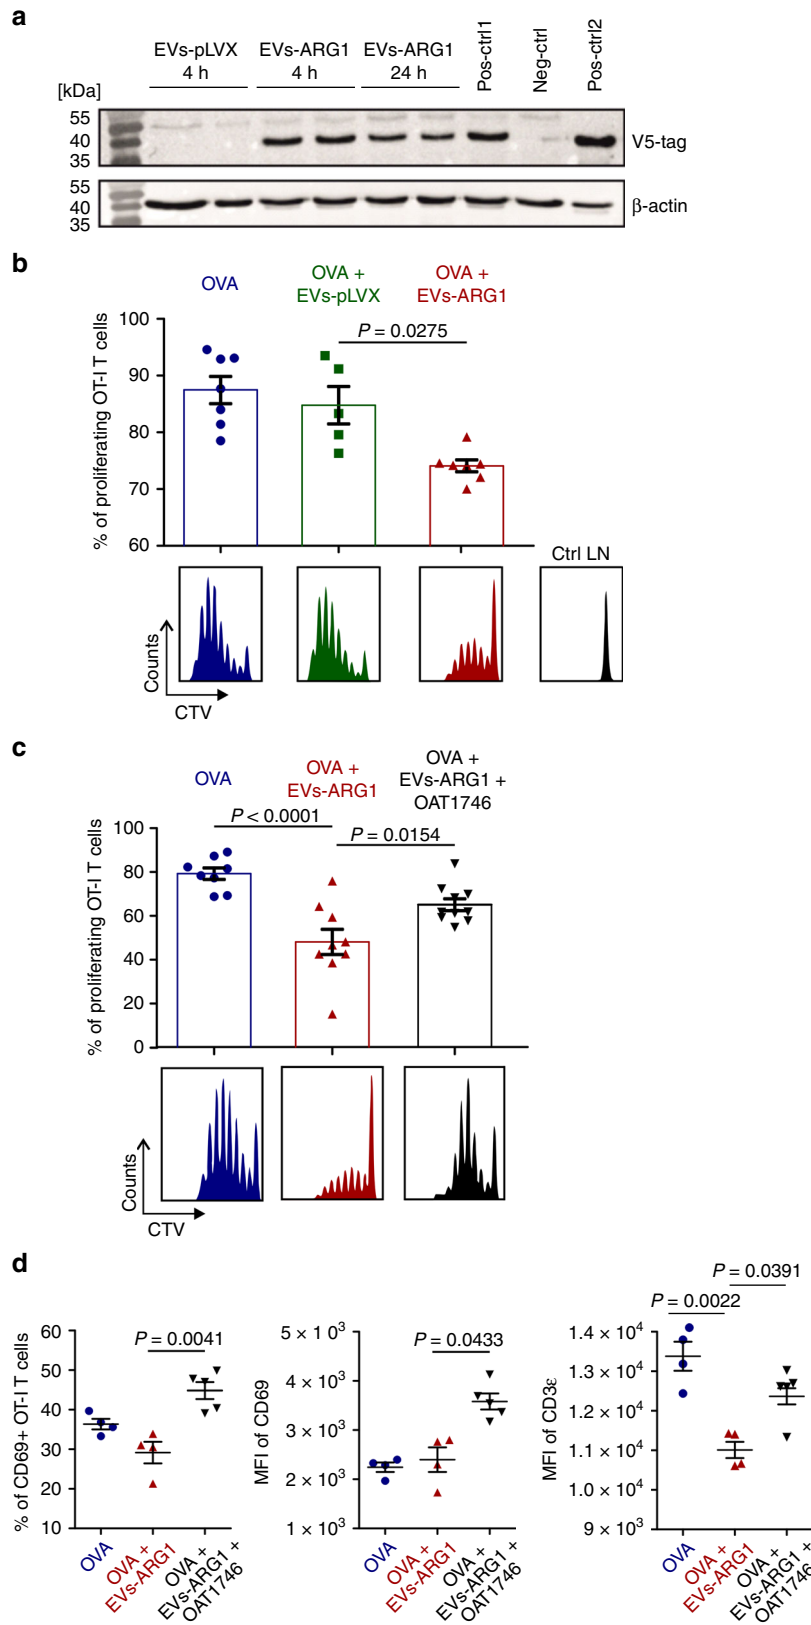 a
EVs-pLVX EVs-ARG1 EVs-ARG1 Pos-ctrl1 Neg-ctrl Pos-ctrl2
4 h 4 h 24 h
[kDa]
55
40 V5-tag
35
55
40 β-actin
35
b
OVA OVA + EVs-pLVX OVA + EVs-ARG1
P = 0.0275
% of proliferating OT-I T cells
100
90
80
70
60
Ctrl LN
Counts
CTV
c
OVA OVA + EVs-ARG1 OVA + EVs-ARG1 + OAT1746
P < 0.0001
P = 0.0154
% of proliferating OT-I T cells
100
80
60
40
20
0
Counts
CTV
d
% of CD69+ OT-I T cells
60
50
40
30
20
10
P = 0.0041
OVA
OVA + EVs-ARG1
OVA + EVs-ARG1 + OAT1746
MFI of CD69
5 × 10³
4 × 10³
3 × 10³
2 × 10³
1 × 10³
P = 0.0433
OVA
OVA + EVs-ARG1
OVA + EVs-ARG1 + OAT1746
MFI of CD3ε
1.4 × 10⁴
1.3 × 10⁴
1.2 × 10⁴
1.1 × 10⁴
1.0 × 10⁴
9 × 10³
P = 0.0391
P = 0.0022
OVA
OVA + EVs-ARG1
OVA + EVs-ARG1 + OAT1746